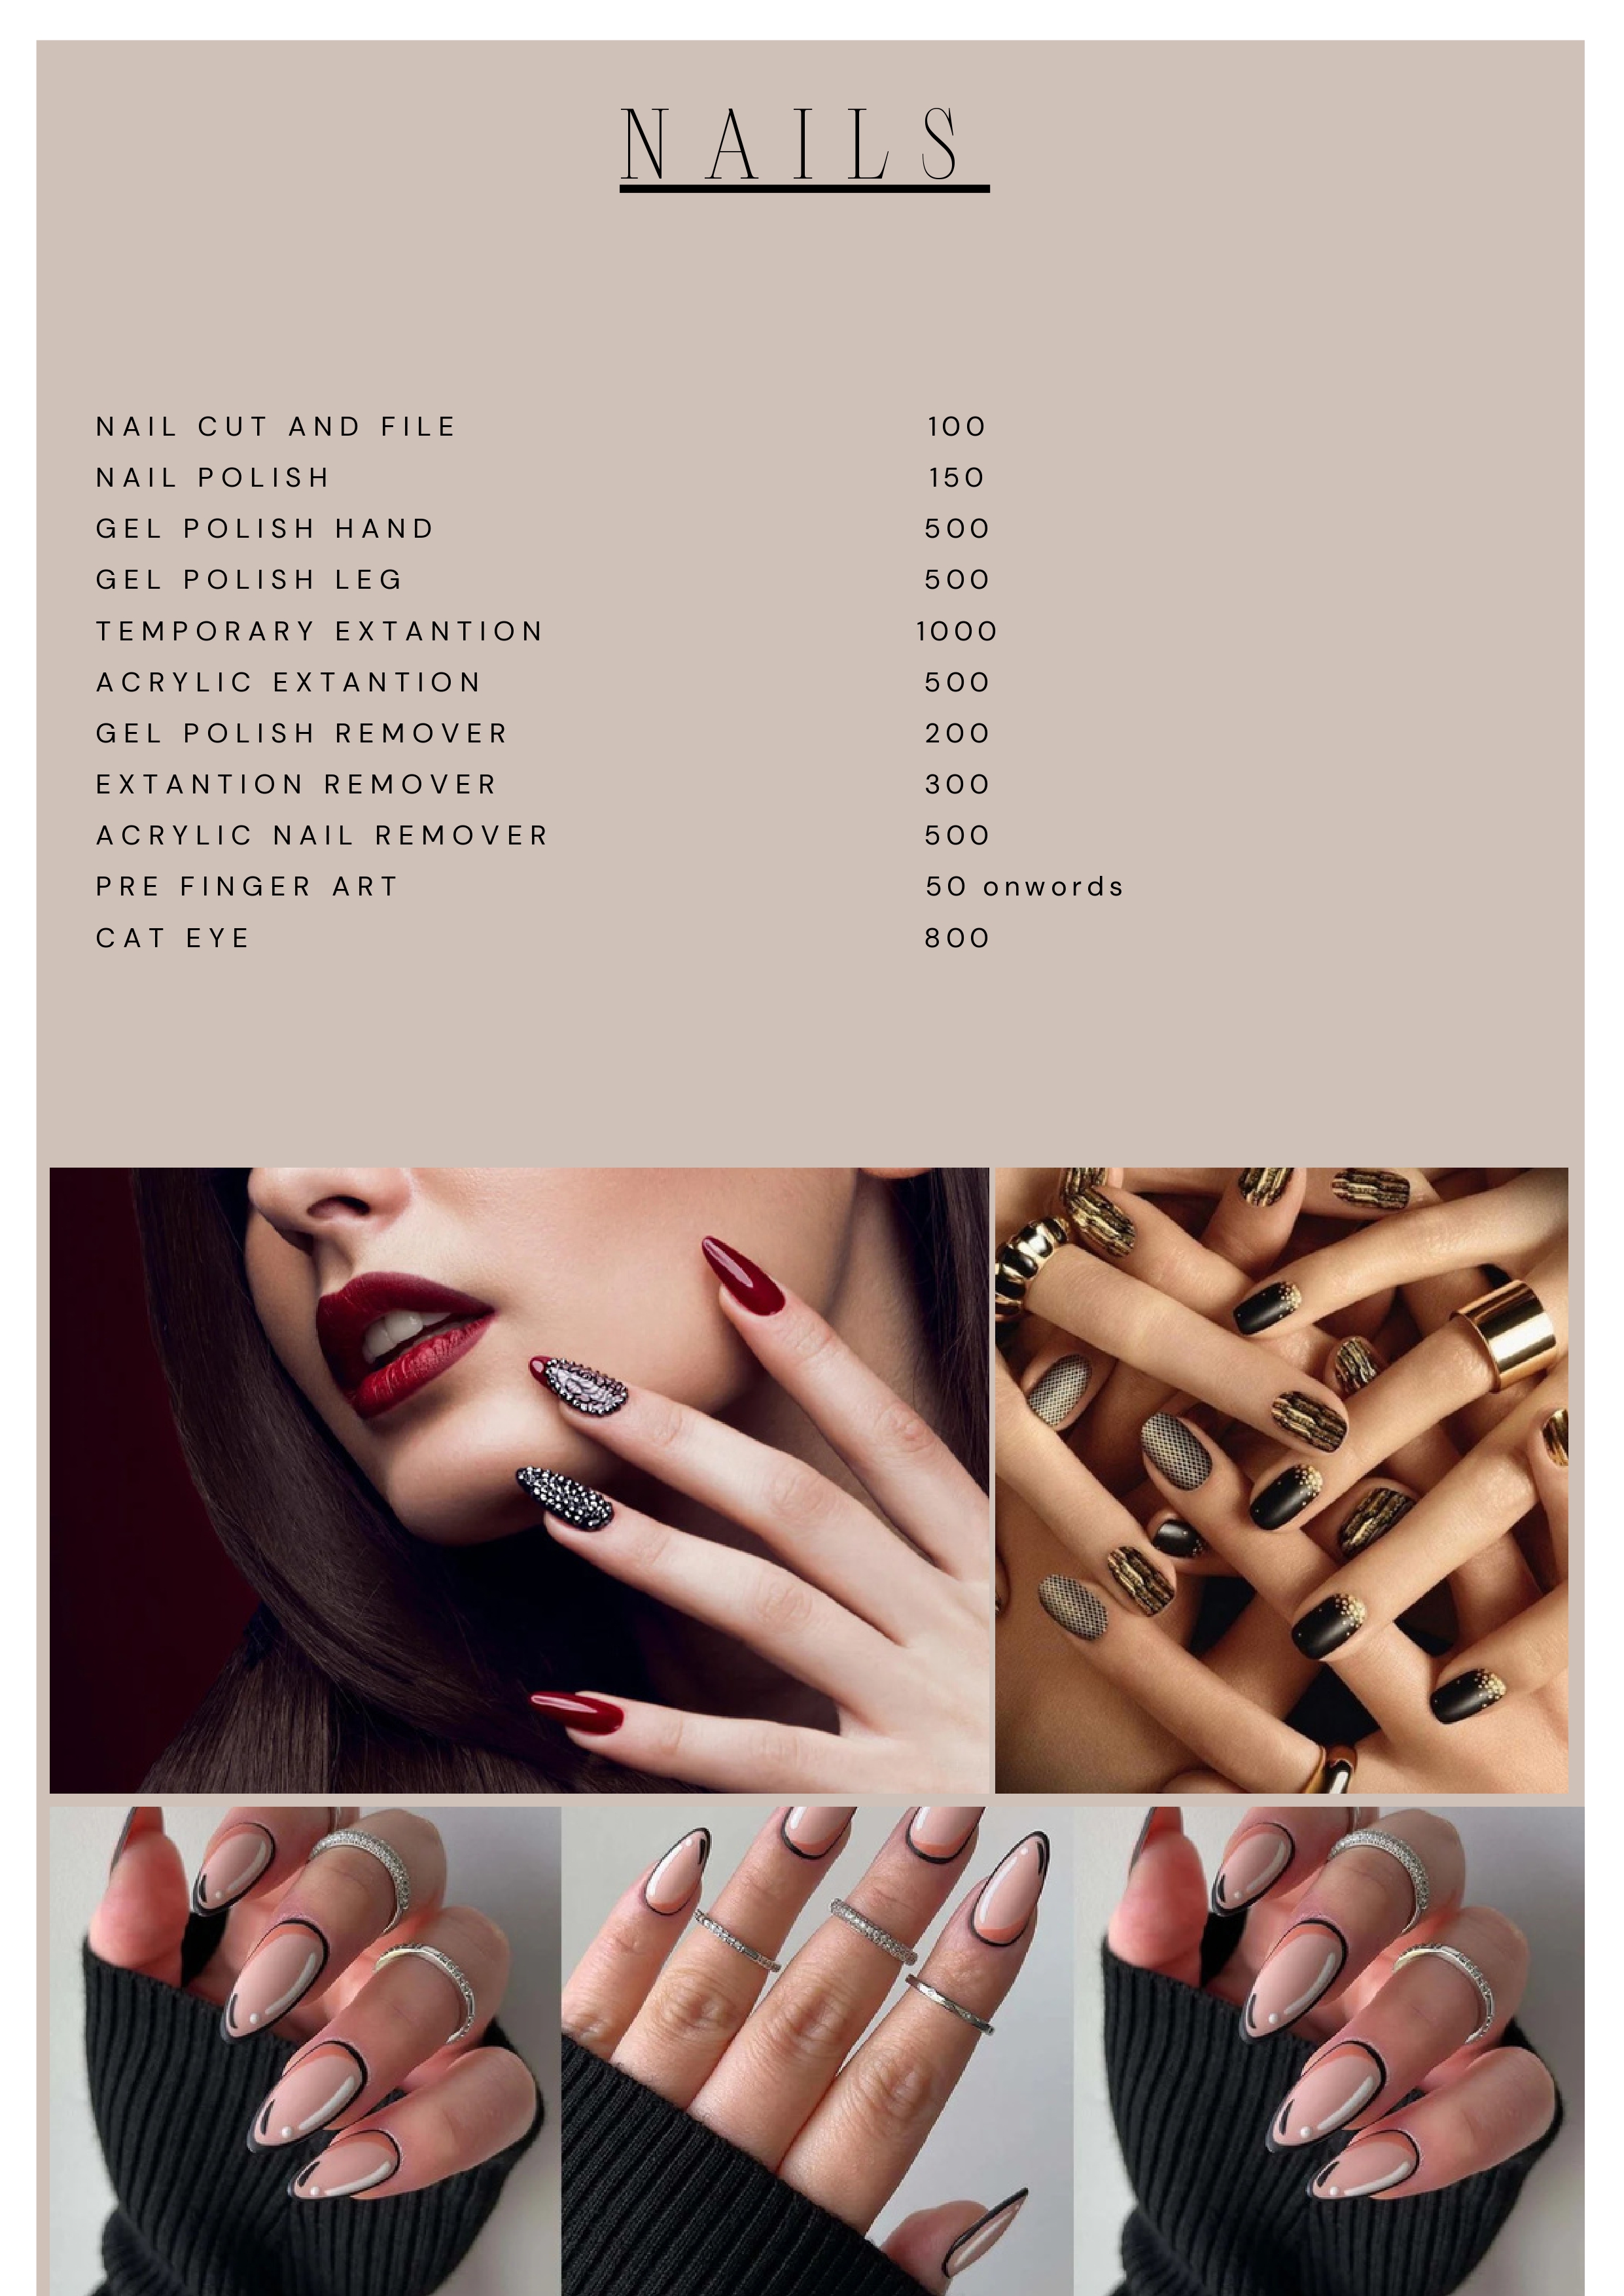 NAILS
NAIL CUT AND FILE 100
NAIL POLISH 150
GEL POLISH HAND 500
GEL POLISH LEG 500
TEMPORARY EXTANTION 1000
ACRYLIC EXTANTION 500
GEL POLISH REMOVER 200
EXTANTION REMOVER 300
ACRYLIC NAIL REMOVER 500
PRE FINGER ART 50 onwords
CAT EYE 800